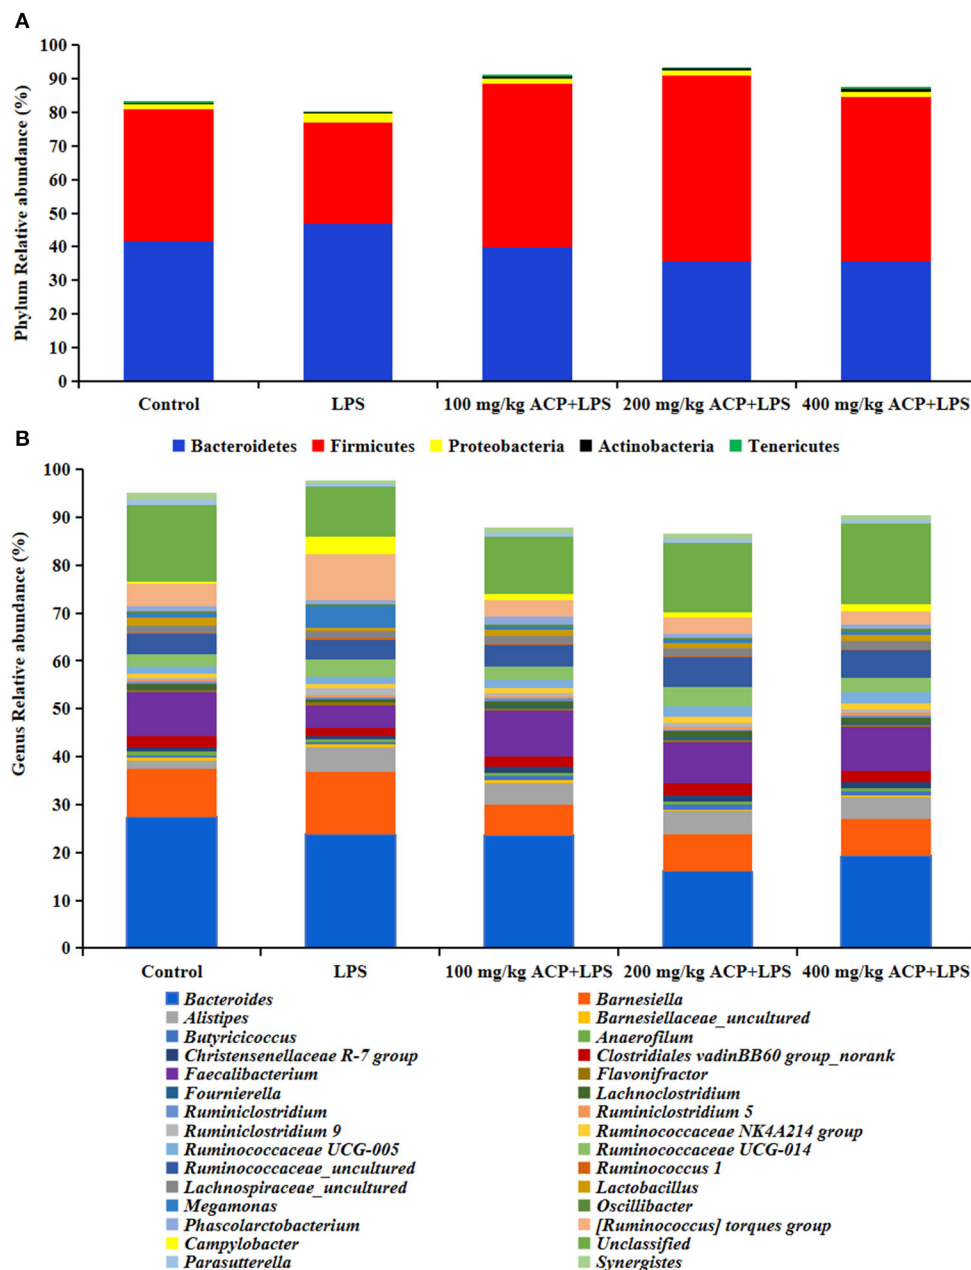 A
Phylum Relative abundance (%)
100
90
80
70
60
50
40
30
20
10
0
Control LPS 100 mg/kg ACP+LPS 200 mg/kg ACP+LPS 400 mg/kg ACP+LPS
Bacteroidetes Firmicutes Proteobacteria Actinobacteria Tenericutes
B
Genus Relative abundance (%)
100
90
80
70
60
50
40
30
20
10
0
Control LPS 100 mg/kg ACP+LPS 200 mg/kg ACP+LPS 400 mg/kg ACP+LPS
Bacteroides Barnesiella
Alistipes Barnesiellaceae_uncultured
Butyricicoccus Anaerofilum
Christensenellaceae R-7 group Clostridiales vadinBB60 group_norank
Faecalibacterium Flavonifractor
Fournierella Lachnoclostridium
Ruminiclostridium Ruminiclostridium 5
Ruminiclostridium 9 Ruminococcaceae NK4A214 group
Ruminococcaceae UCG-005 Ruminococcaceae UCG-014
Ruminococcaceae_uncultured Ruminococcus 1
Lachnospiraceae_uncultured Lactobacillus
Megamonas Oscillibacter
Phascolarctobacterium [Ruminococcus] torques group
Campylobacter Unclassified
Parasutterella Synergistes